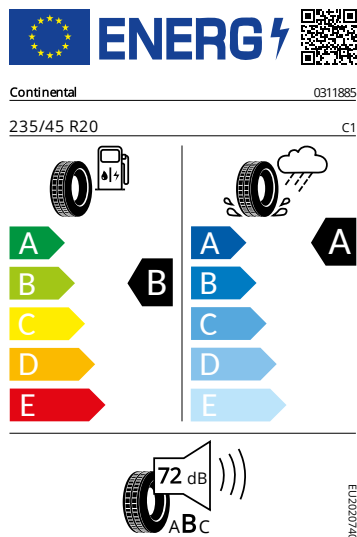 ENERG
Continental 0311885
235/45 R20 C1
A A
B B
C C
D D
E E
B A
72 dB
ABC
EU2020740